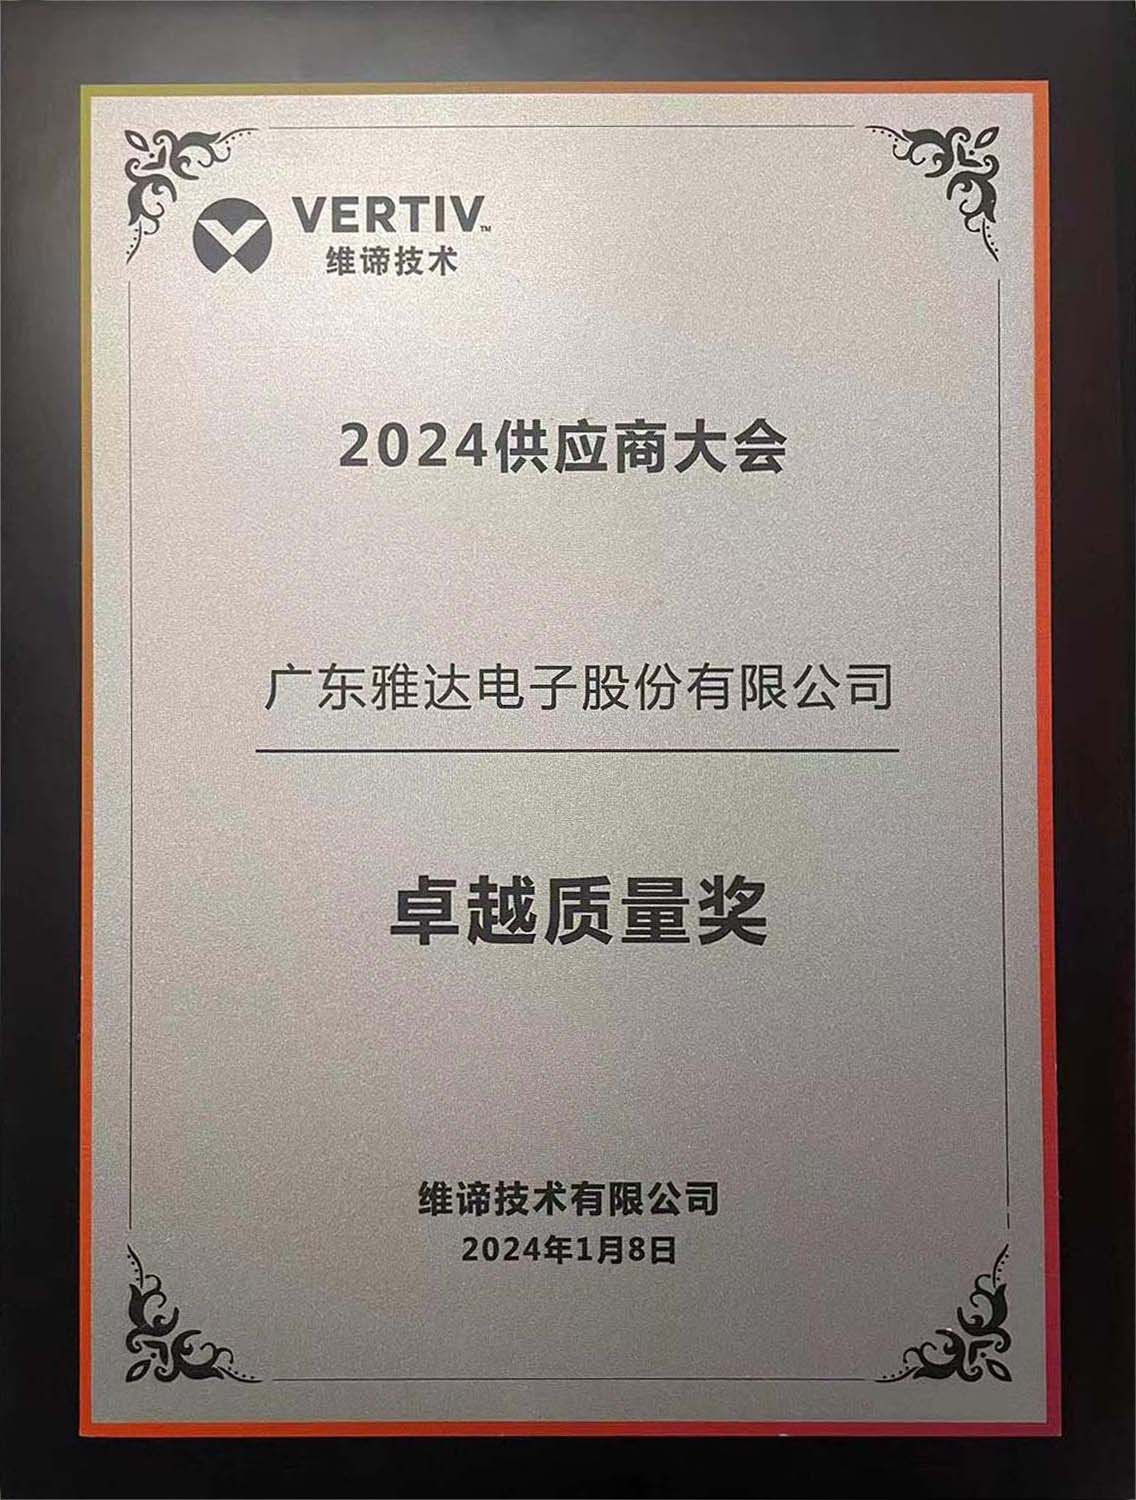 VERTIV™
维谛技术
2024供应商大会
广东雅达电子股份有限公司
卓越质量奖
维谛技术有限公司
2024年1月8日